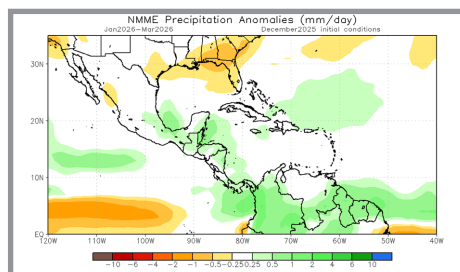 NMME Precipitation Anomalies (mm/day)
Jan2026-Mar2026 December2025 initial conditions
30N
20N
10N
EQ
120W 110W 100W 90W 80W 70W 60W 50W 40W
-10 -6 -4 -2 -1 -0.5 -0.25 0.25 0.5 1 2 4 6 10